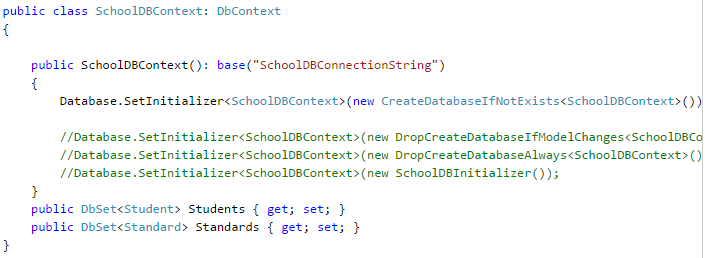 public class SchoolDBContext: DbContext
{
public SchoolDBContext(): base("SchoolDBConnectionString")
{
Database.SetInitializer<SchoolDBContext>(new CreateDatabaseIfNotExists<SchoolDBContext>())
//Database.SetInitializer<SchoolDBContext>(new DropCreateDatabaseIfModelChanges<SchoolDBCo
//Database.SetInitializer<SchoolDBContext>(new DropCreateDatabaseAlways<SchoolDBContext>()
//Database.SetInitializer<SchoolDBContext>(new SchoolDBInitializer());
}
public DbSet<Student> Students { get; set; }
public DbSet<Standard> Standards { get; set; }
}